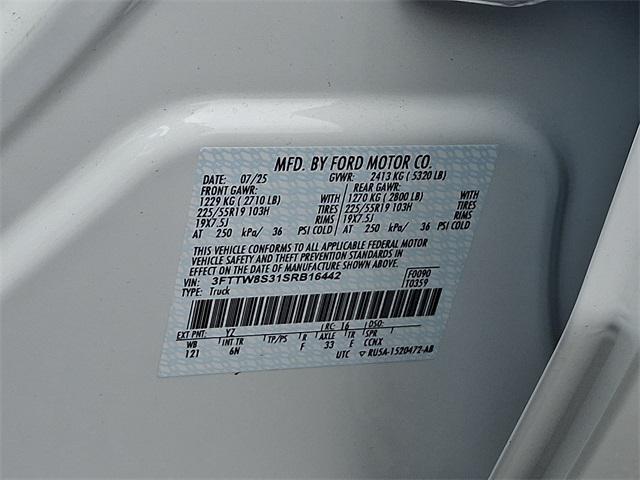 MFD. BY FORD MOTOR CO.
DATE: 07/25 GVWR: 2413 KG ( 5320 LB)
FRONT GAWR: REAR GAWR:
1229 KG ( 2710 LB) WITH 1270 KG ( 2800 LB) WITH
225/55R19 103H TIRES 225/55R19 103H TIRES
19X7.5J RIMS 19X7.5J RIMS
AT 250 kPa/ 36 PSI COLD AT 250 kPa/ 36 PSI COLD
THIS VEHICLE CONFORMS TO ALL APPLICABLE FEDERAL MOTOR
VEHICLE SAFETY AND THEFT PREVENTION STANDARDS IN
EFFECT ON THE DATE OF MANUFACTURE SHOWN ABOVE.
VIN: 3FTTW8S31SRB16442 F0090
TYPE: Truck T0359
EXT PNT: YZ RC: 16 DSO:
WB INT TR TP/PS R AXLE TR SPR
121 6N F 33 E CCNX
UTC ▽ RU5A-1520472-AB